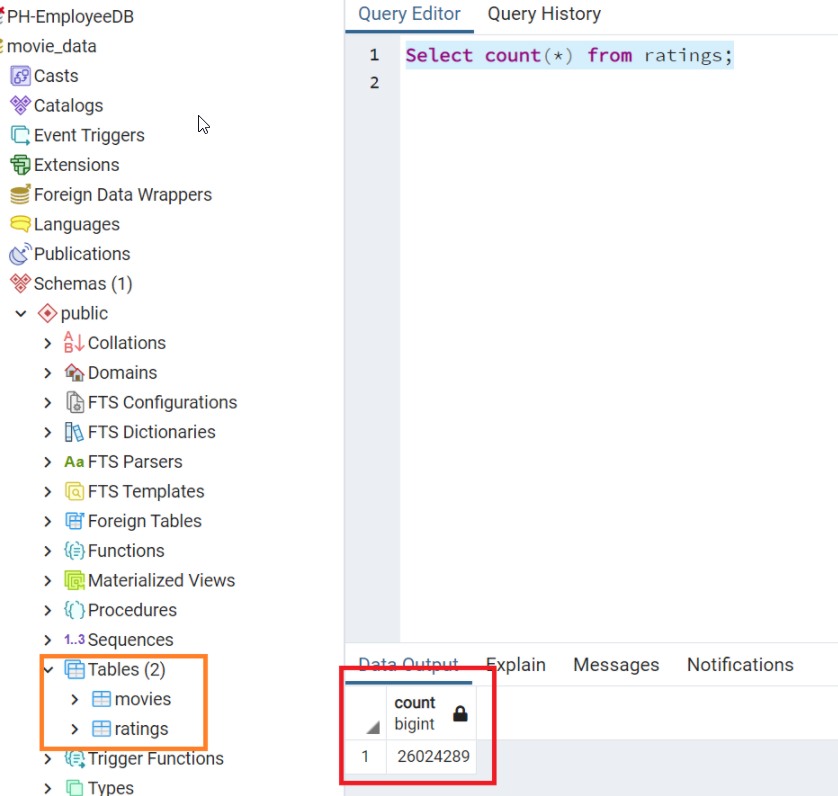 PH-EmployeeDB
movie_data
Casts
Catalogs
Event Triggers
Extensions
Foreign Data Wrappers
Languages
Publications
Schemas (1)
public
Collations
Domains
FTS Configurations
FTS Dictionaries
Aa FTS Parsers
FTS Templates
Foreign Tables
Functions
Materialized Views
Procedures
1..3 Sequences
Tables (2)
movies
ratings
Trigger Functions
Types
Query Editor Query History
1 Select count(*) from ratings;
2
Data Output Explain Messages Notifications
count
bigint
1 26024289